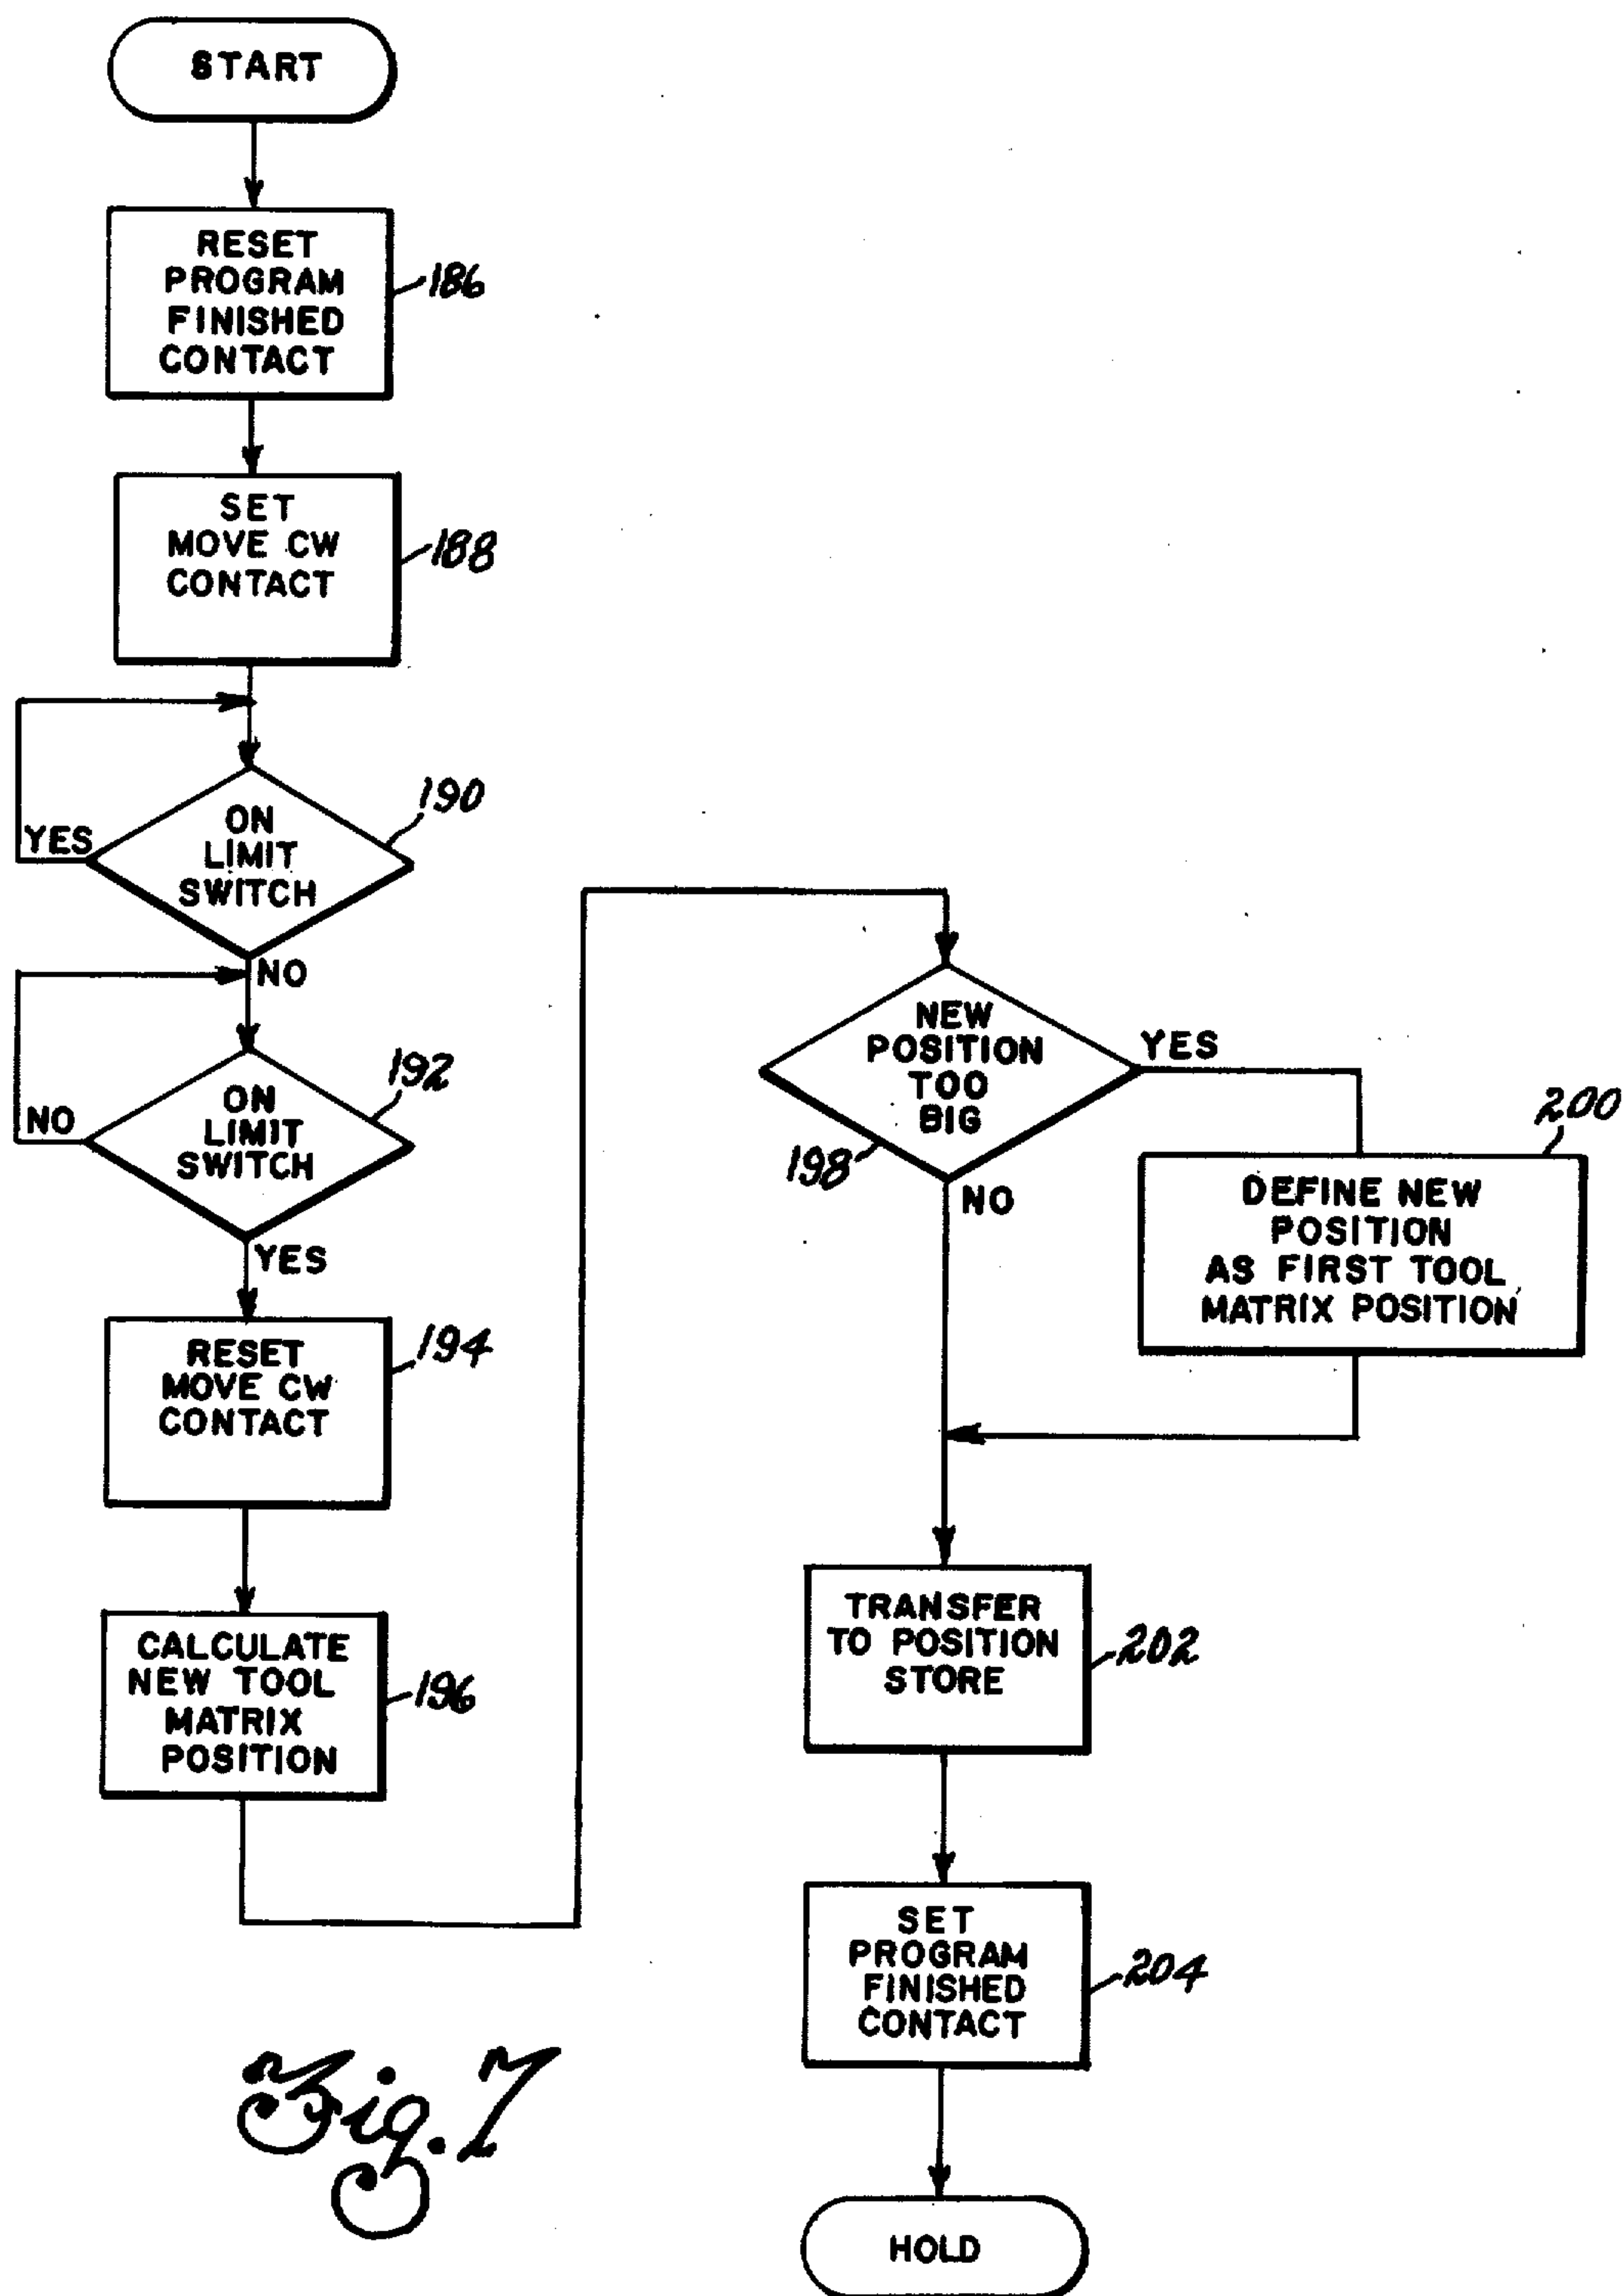 START
RESET
PROGRAM
FINISHED
CONTACT
186
SET
MOVE CW
CONTACT
188
190
ON
LIMIT
SWITCH
YES
NO
192
ON
LIMIT
SWITCH
NO
YES
RESET
MOVE CW
CONTACT
194
CALCULATE
NEW TOOL
MATRIX
POSITION
196
NEW
POSITION
TOO
BIG
YES
198
NO
200
DEFINE NEW
POSITION
AS FIRST TOOL
MATRIX POSITION
TRANSFER
TO POSITION
STORE
202
SET
PROGRAM
FINISHED
CONTACT
204
HOLD
Fig. 7